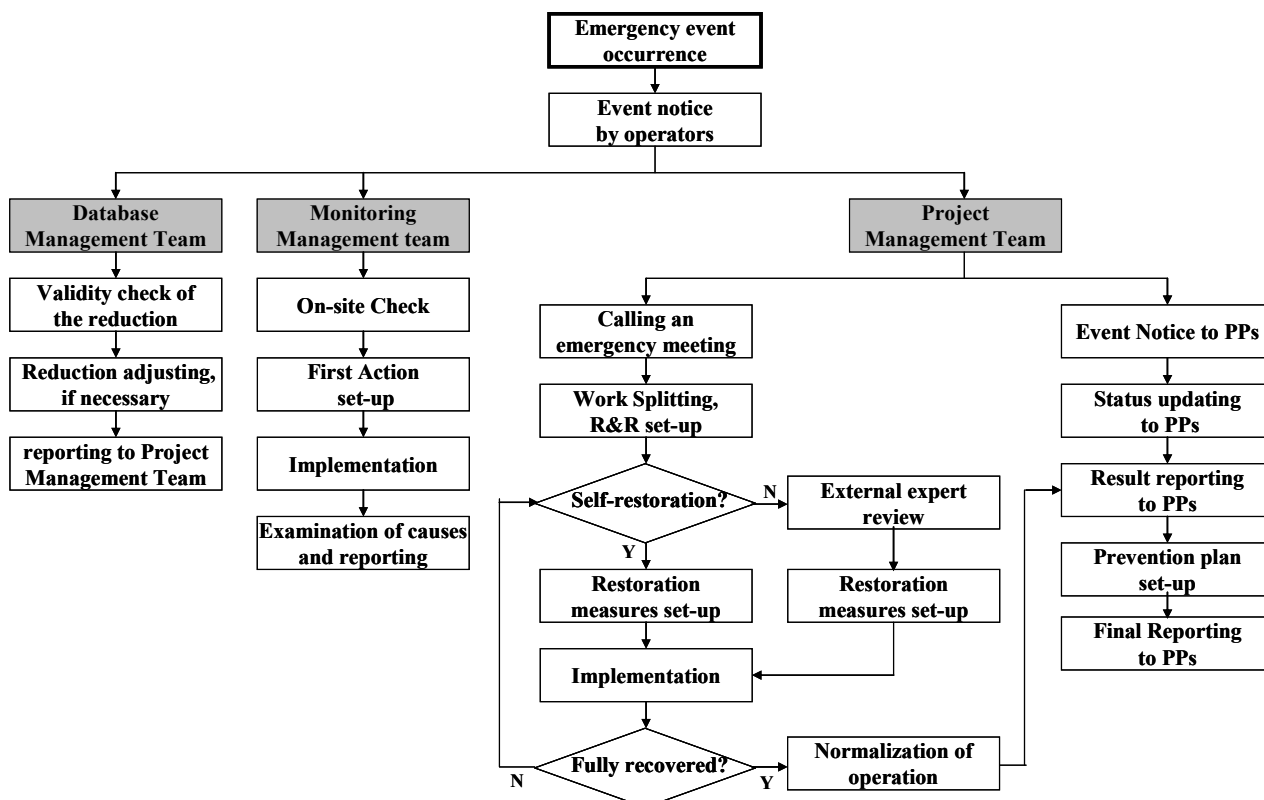 Emergency event
occurrence
Event notice
by operators
Database
Management Team
Monitoring
Management team
Project
Management Team
Validity check of
the reduction
Reduction adjusting,
if necessary
reporting to Project
Management Team
On-site Check
First Action
set-up
Implementation
Examination of causes
and reporting
Calling an
emergency meeting
Work Splitting,
R&R set-up
Self-restoration?
N
Y
External expert
review
Restoration
measures set-up
Restoration
measures set-up
Implementation
Fully recovered?
N
Y
Normalization of
operation
Event Notice to PPs
Status updating
to PPs
Result reporting
to PPs
Prevention plan
set-up
Final Reporting
to PPs